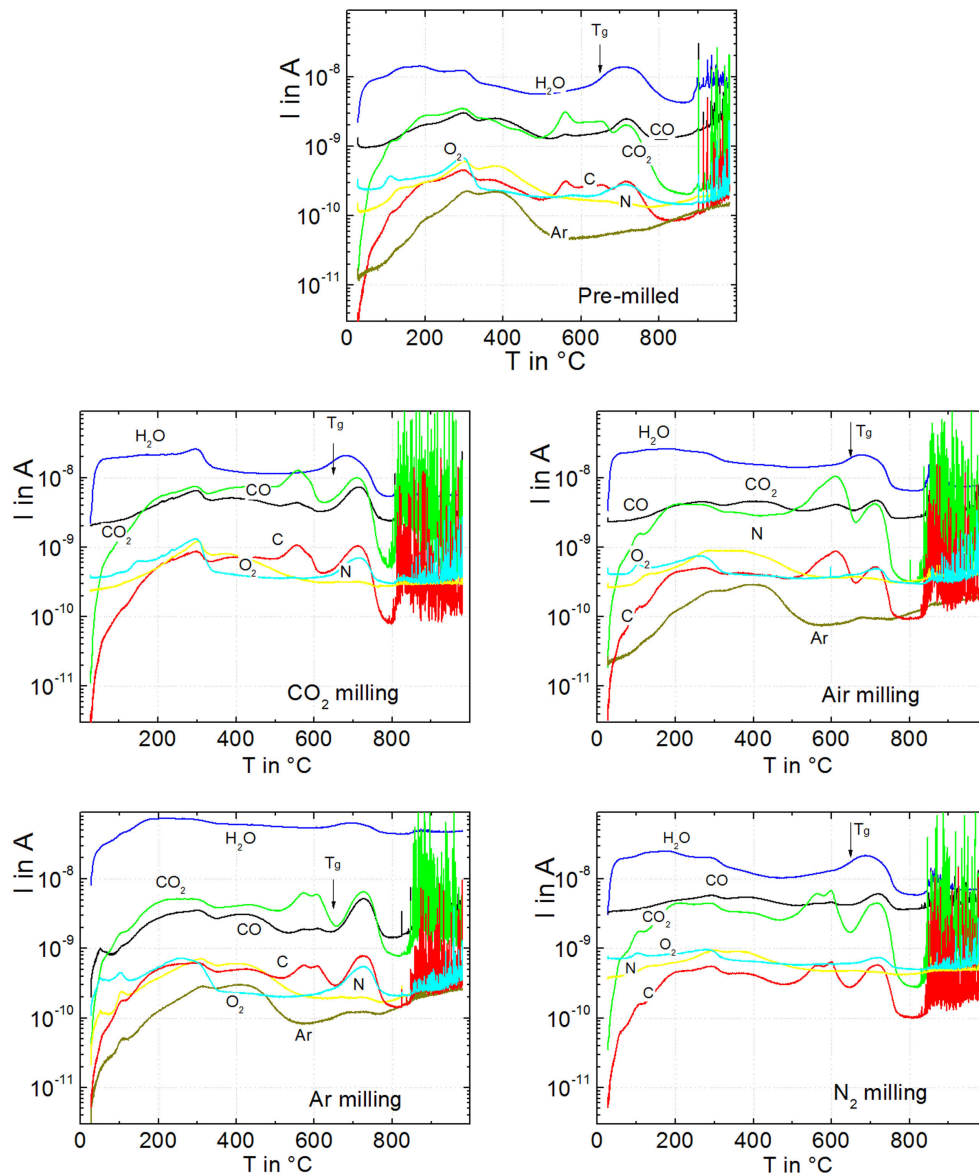 I in A
10⁻⁸
10⁻⁹
10⁻¹⁰
10⁻¹¹
Tg
H₂O
CO
CO₂
O₂
C
N
Ar
Pre-milled
0 200 400 600 800
T in °C
I in A
10⁻⁸
10⁻⁹
10⁻¹⁰
10⁻¹¹
H₂O
Tg
CO
CO₂
C
O₂
N
CO₂ milling
200 400 600 800
T in °C
I in A
10⁻⁸
10⁻⁹
10⁻¹⁰
10⁻¹¹
H₂O
Tg
CO₂
CO
N
O₂
C
Ar
Air milling
0 200 400 600 800
T in °C
I in A
10⁻⁸
10⁻⁹
10⁻¹⁰
10⁻¹¹
H₂O
Tg
CO₂
CO
C
N
O₂
Ar
Ar milling
0 200 400 600 800
T in °C
I in A
10⁻⁸
10⁻⁹
10⁻¹⁰
10⁻¹¹
Tg
H₂O
CO
CO₂
O₂
N
C
N₂ milling
0 200 400 600 800
T in °C